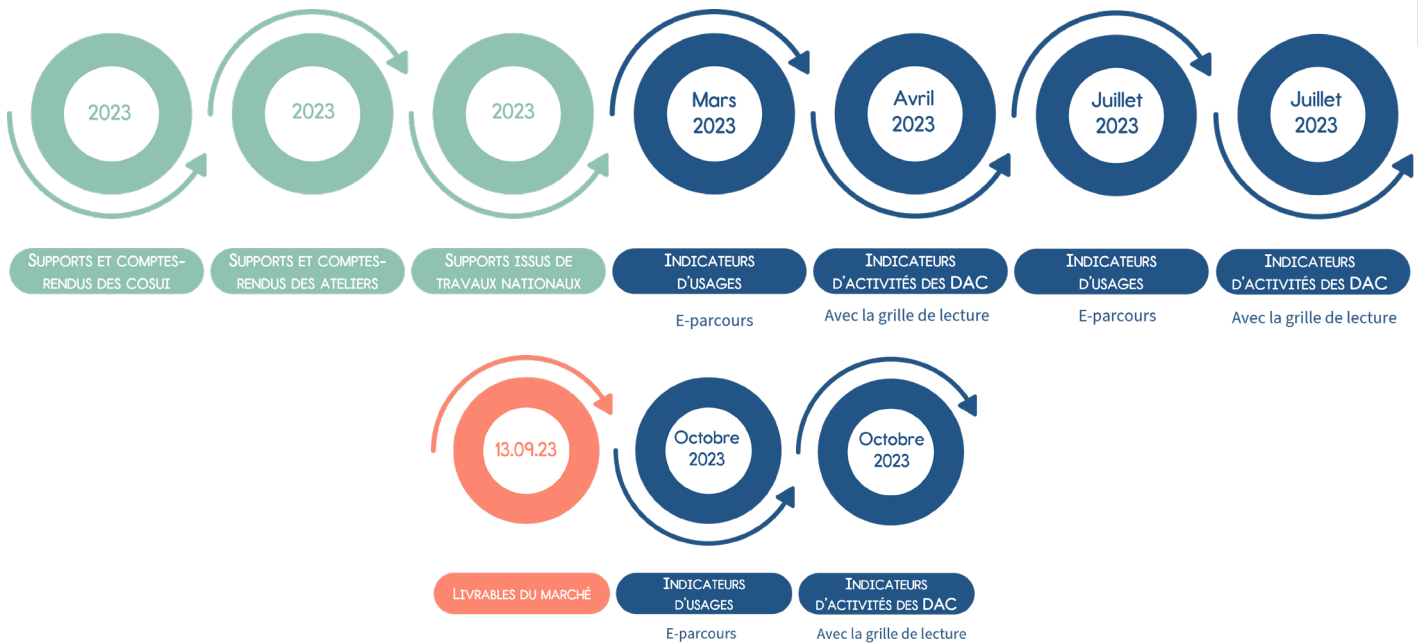 2023
2023
2023
Mars
2023
Avril
2023
Juillet
2023
Juillet
2023
Supports et comptes-
rendus des COSUI
Supports et comptes-
rendus des ateliers
Supports issus de
travaux nationaux
Indicateurs
d'usages
Indicateurs
d'activités des DAC
Indicateurs
d'usages
Indicateurs
d'activités des DAC
E-parcours
Avec la grille de lecture
E-parcours
Avec la grille de lecture
13.09.23
Octobre
2023
Octobre
2023
Livrables du marché
Indicateurs
d'usages
Indicateurs
d'activités des DAC
E-parcours
Avec la grille de lecture